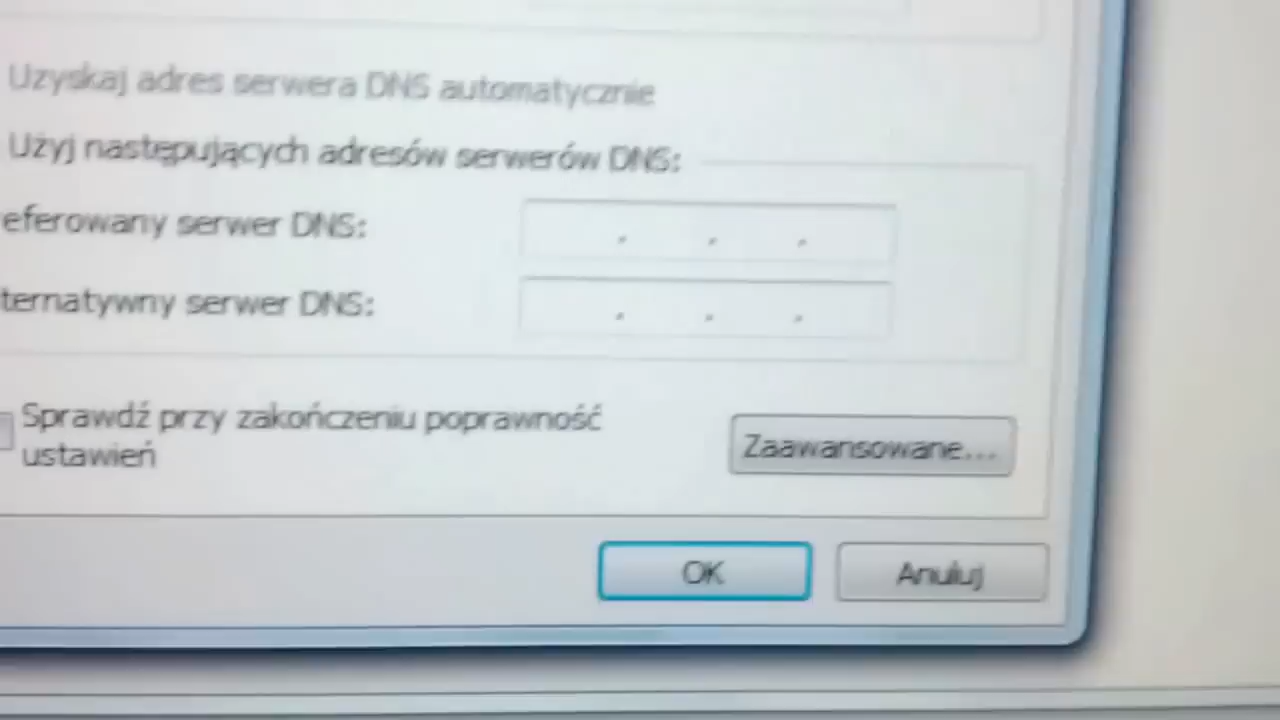 Uzyskaj adres serwera DNS automatycznie
Użyj następujących adresów serwerów DNS:
eferowany serwer DNS:
ternatywny serwer DNS:
Sprawdź przy zakończeniu poprawność
ustawień
Zaawansowane...
OK
Anuluj